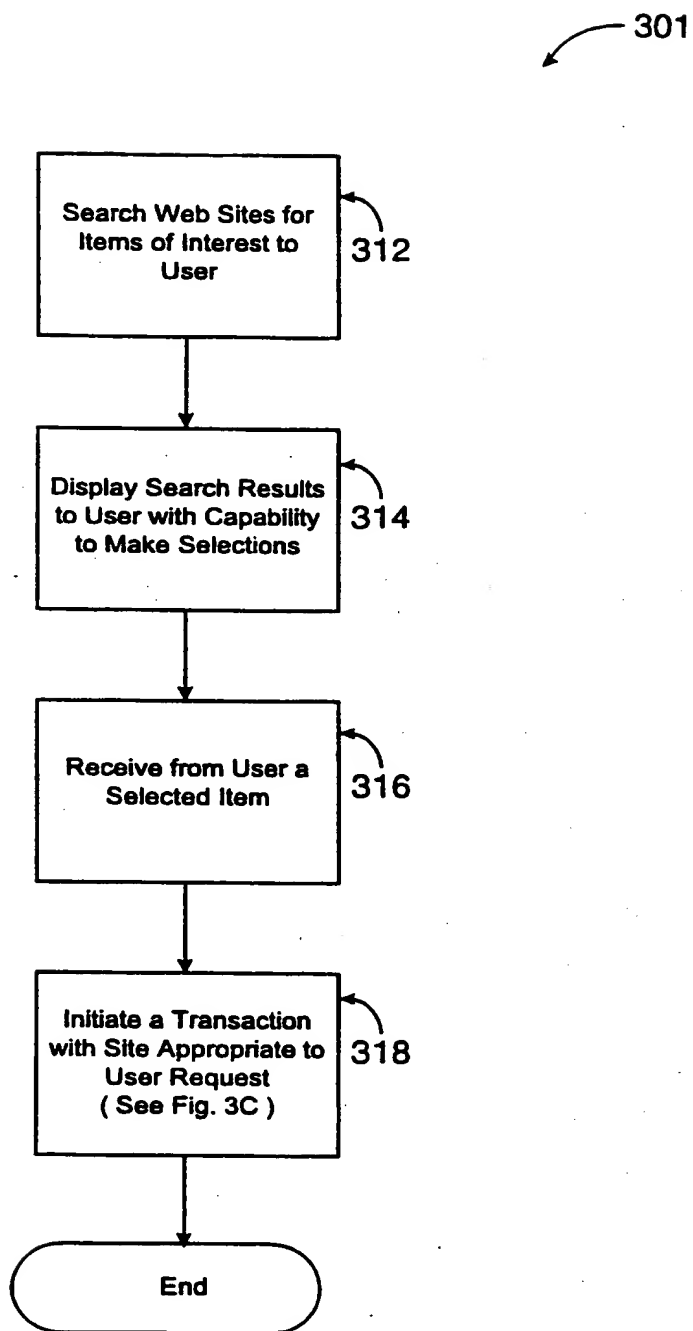 301
Search Web Sites for
Items of Interest to
User
312
Display Search Results
to User with Capability
to Make Selections
314
Receive from User a
Selected Item
316
Initiate a Transaction
with Site Appropriate to
User Request
( See Fig. 3C )
318
End